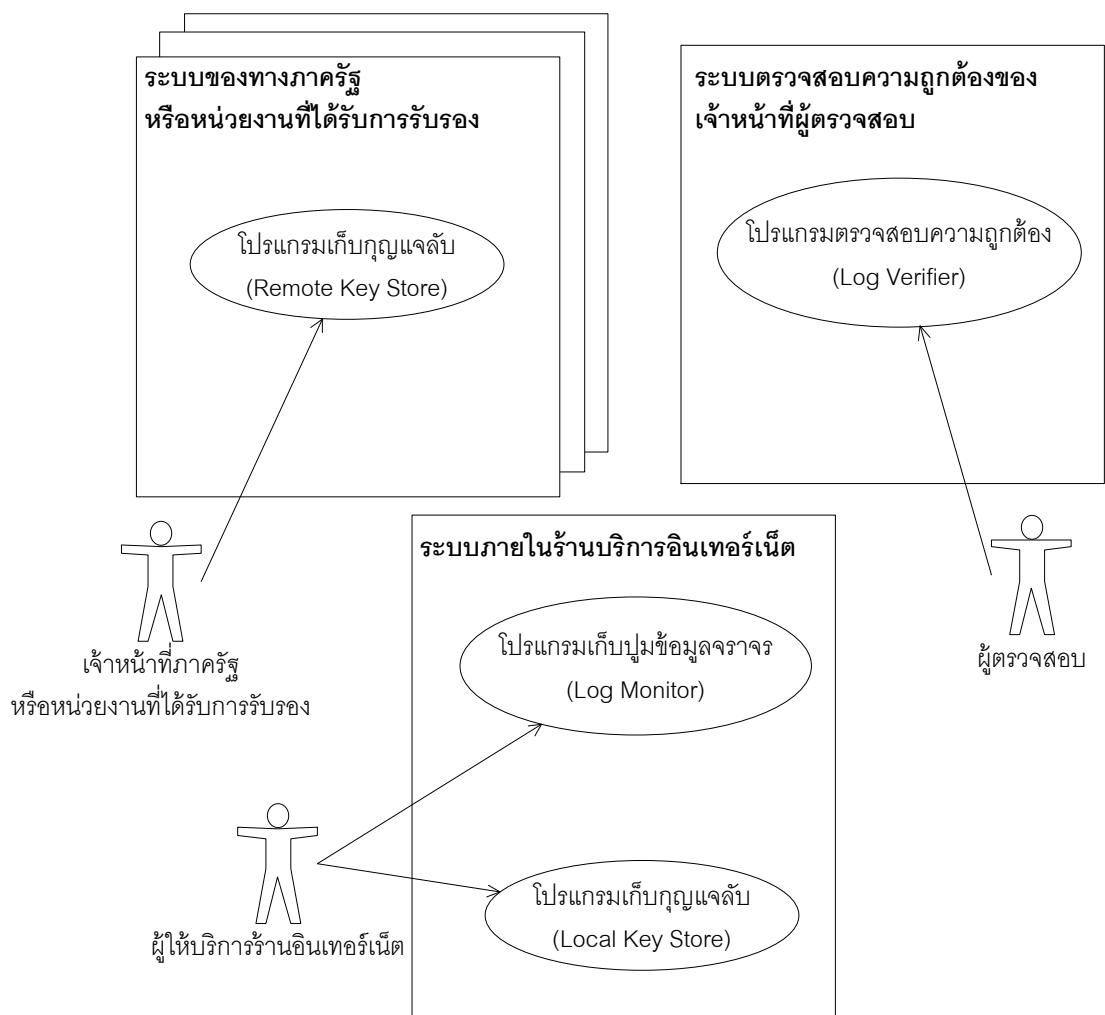 ระบบของทางภาครัฐ
หรือหน่วยงานที่ได้รับการรับรอง
โปรแกรมเก็บกุญแจลับ
(Remote Key Store)
ระบบตรวจสอบความถูกต้องของ
เจ้าหน้าที่ผู้ตรวจสอบ
โปรแกรมตรวจสอบความถูกต้อง
(Log Verifier)
เจ้าหน้าที่ภาครัฐ
หรือหน่วยงานที่ได้รับการรับรอง
ผู้ตรวจสอบ
ระบบภายในร้านบริการอินเทอร์เน็ต
โปรแกรมเก็บปูมข้อมูลจราจร
(Log Monitor)
โปรแกรมเก็บกุญแจลับ
(Local Key Store)
ผู้ให้บริการร้านอินเทอร์เน็ต